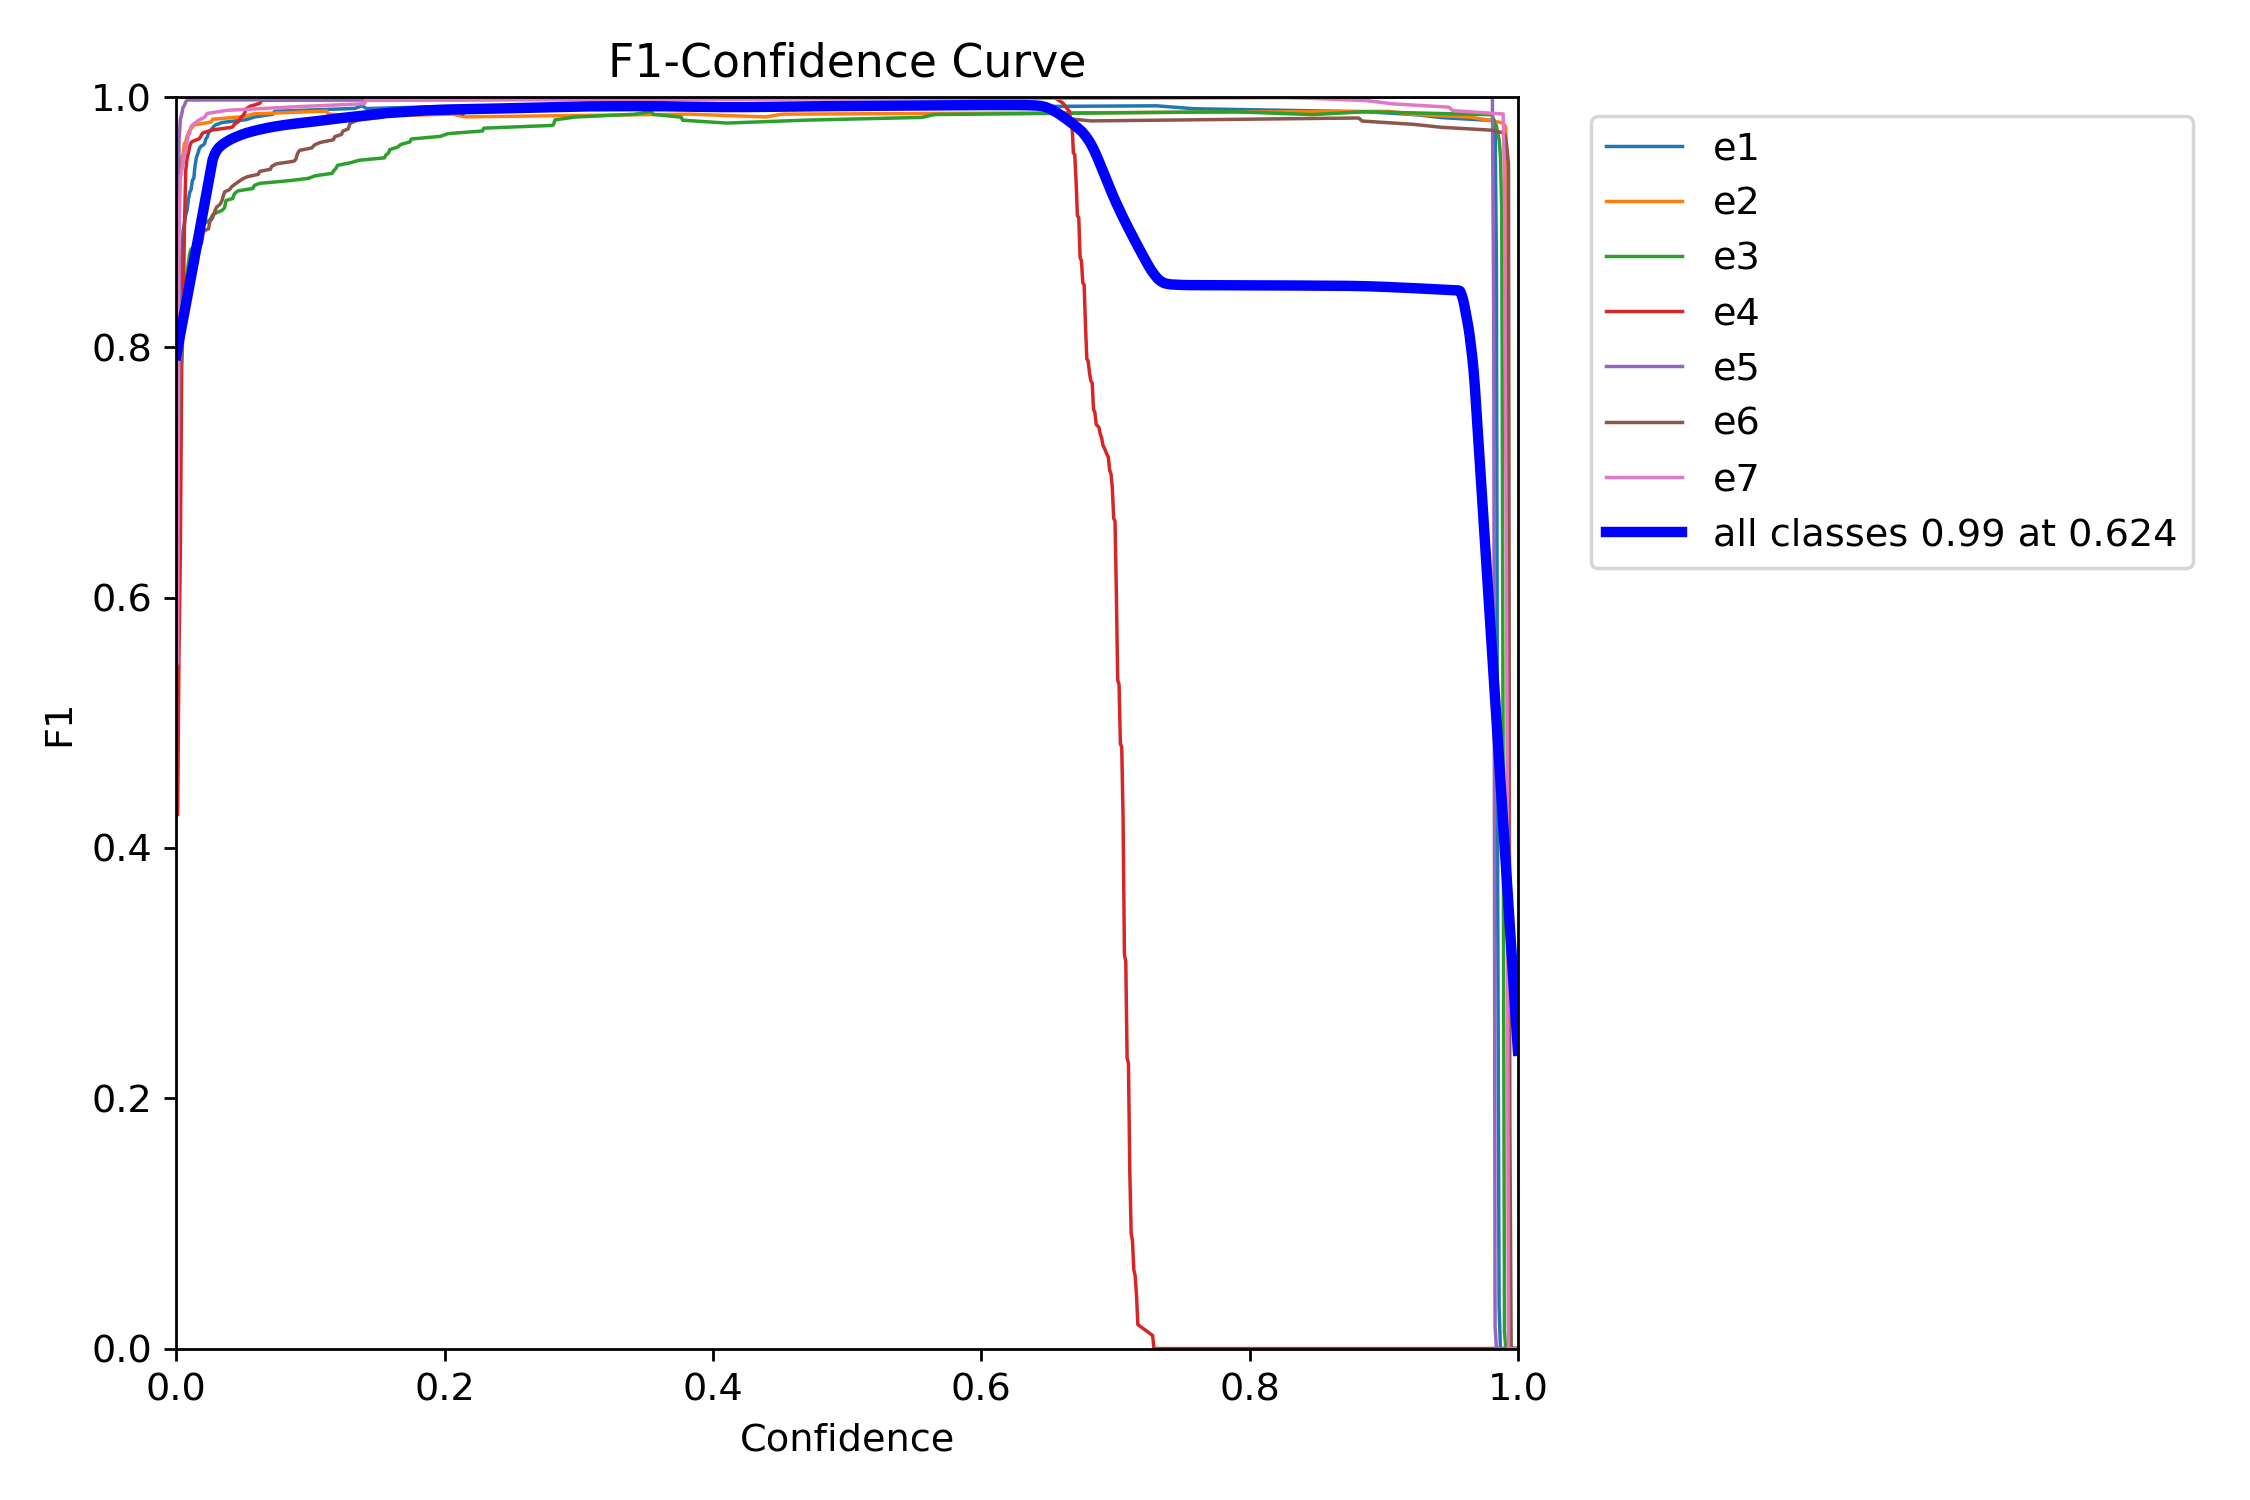 F1-Confidence Curve
1.0
0.8
0.6
0.4
0.2
0.0
F1
0.0 0.2 0.4 0.6 0.8 1.0
Confidence
e1
e2
e3
e4
e5
e6
e7
all classes 0.99 at 0.624